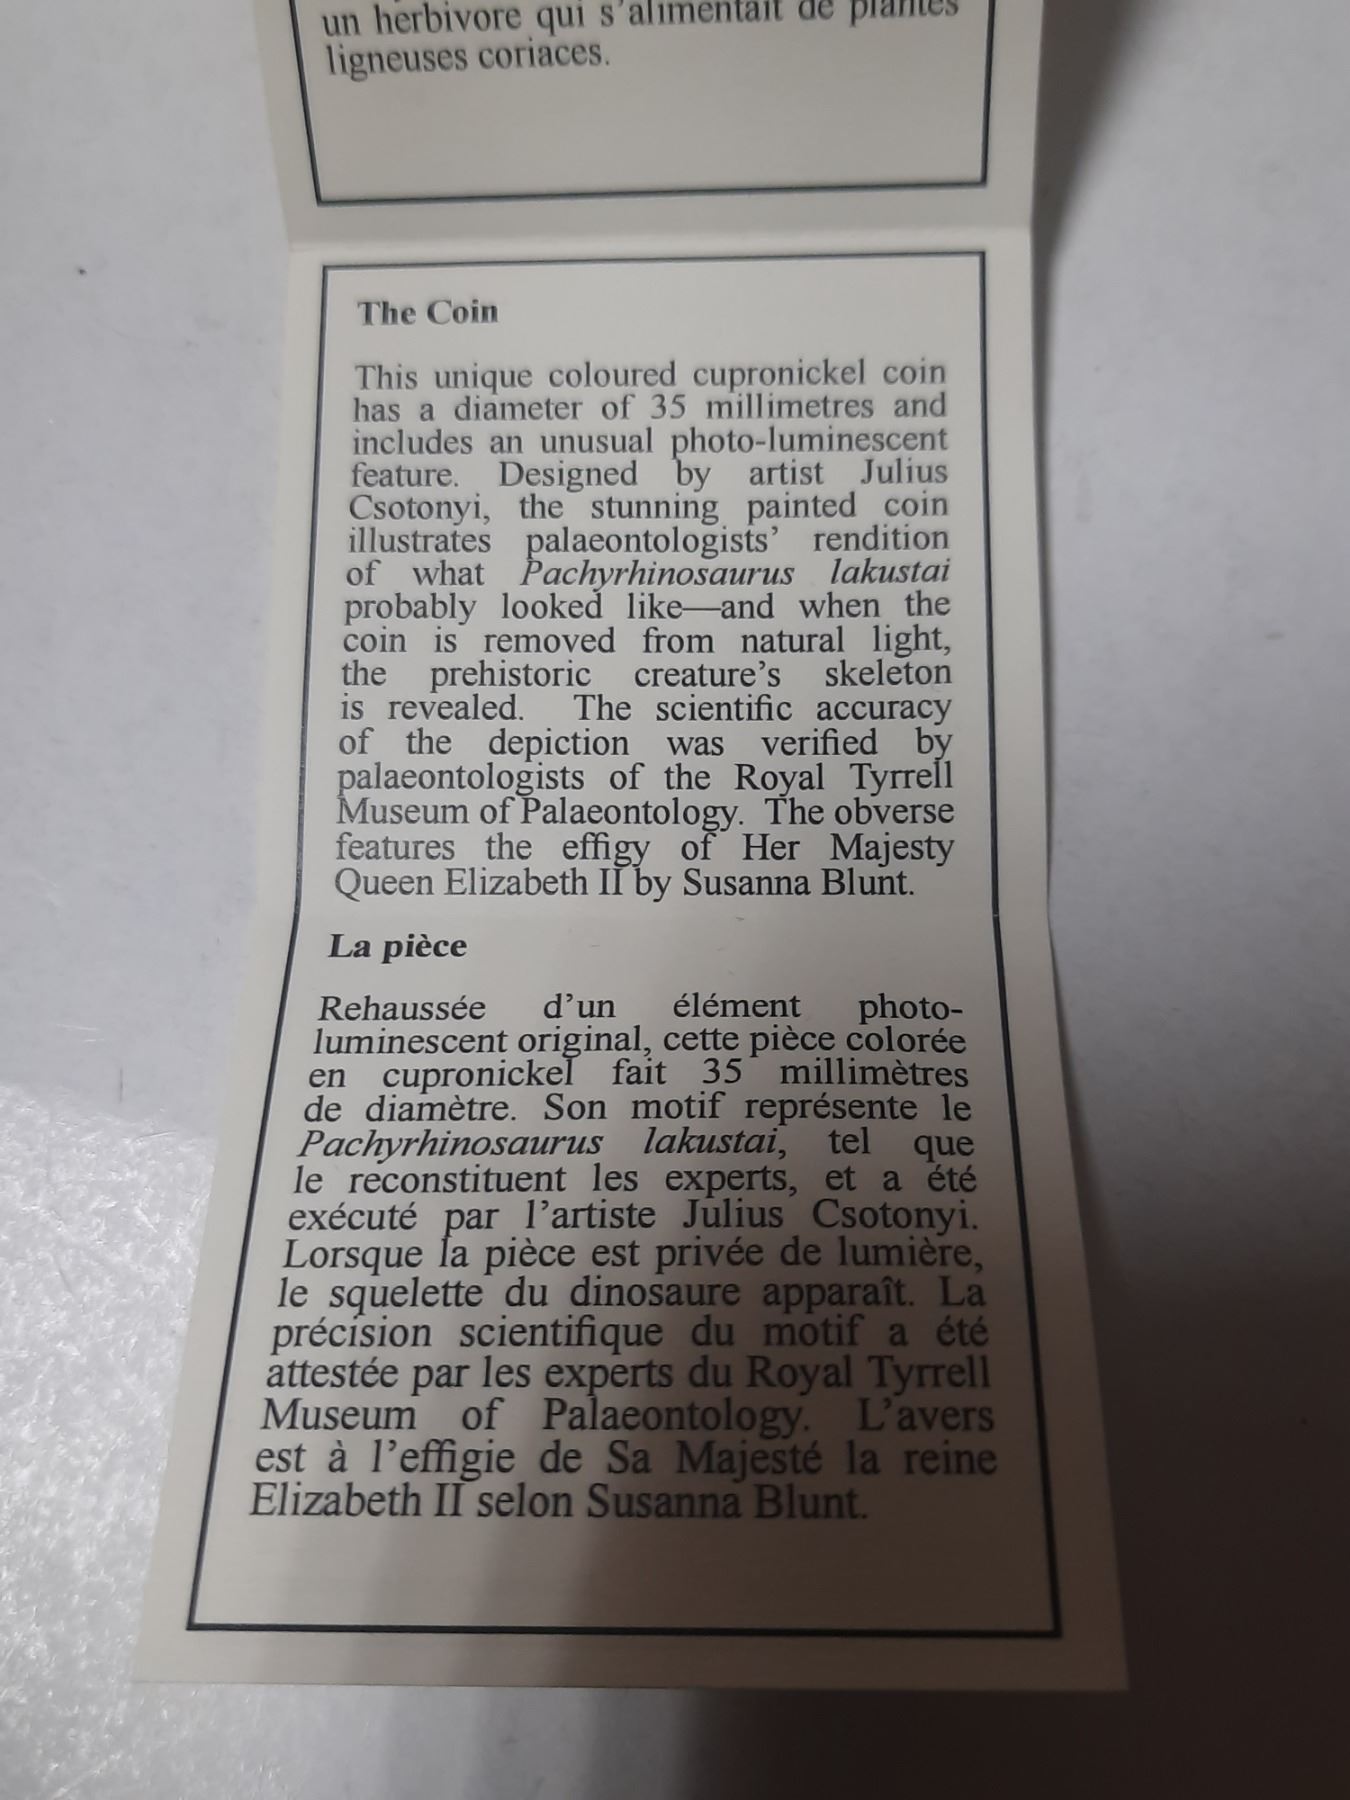 un herbivore qui s'alimentait de plantes
ligneuses coriaces.
The Coin
This unique coloured cupronickel coin
has a diameter of 35 millimetres and
includes an unusual photo-luminescent
feature. Designed by artist Julius
Csotonyi, the stunning painted coin
illustrates palaeontologists' rendition
of what Pachyrhinosaurus lakustai
probably looked like—and when the
coin is removed from natural light,
the prehistoric creature's skeleton
is revealed. The scientific accuracy
of the depiction was verified by
palaeontologists of the Royal Tyrrell
Museum of Palaeontology. The obverse
features the effigy of Her Majesty
Queen Elizabeth II by Susanna Blunt.
La pièce
Rehaussée d'un élément photo-
luminescent original, cette pièce colorée
en cupronickel fait 35 millimètres
de diamètre. Son motif représente le
Pachyrhinosaurus lakustai, tel que
le reconstituent les experts, et a été
exécuté par l'artiste Julius Csotonyi.
Lorsque la pièce est privée de lumière,
le squelette du dinosaure apparaît. La
précision scientifique du motif a été
attestée par les experts du Royal Tyrrell
Museum of Palaeontology. L'avers
est à l'effigie de Sa Majesté la reine
Elizabeth II selon Susanna Blunt.